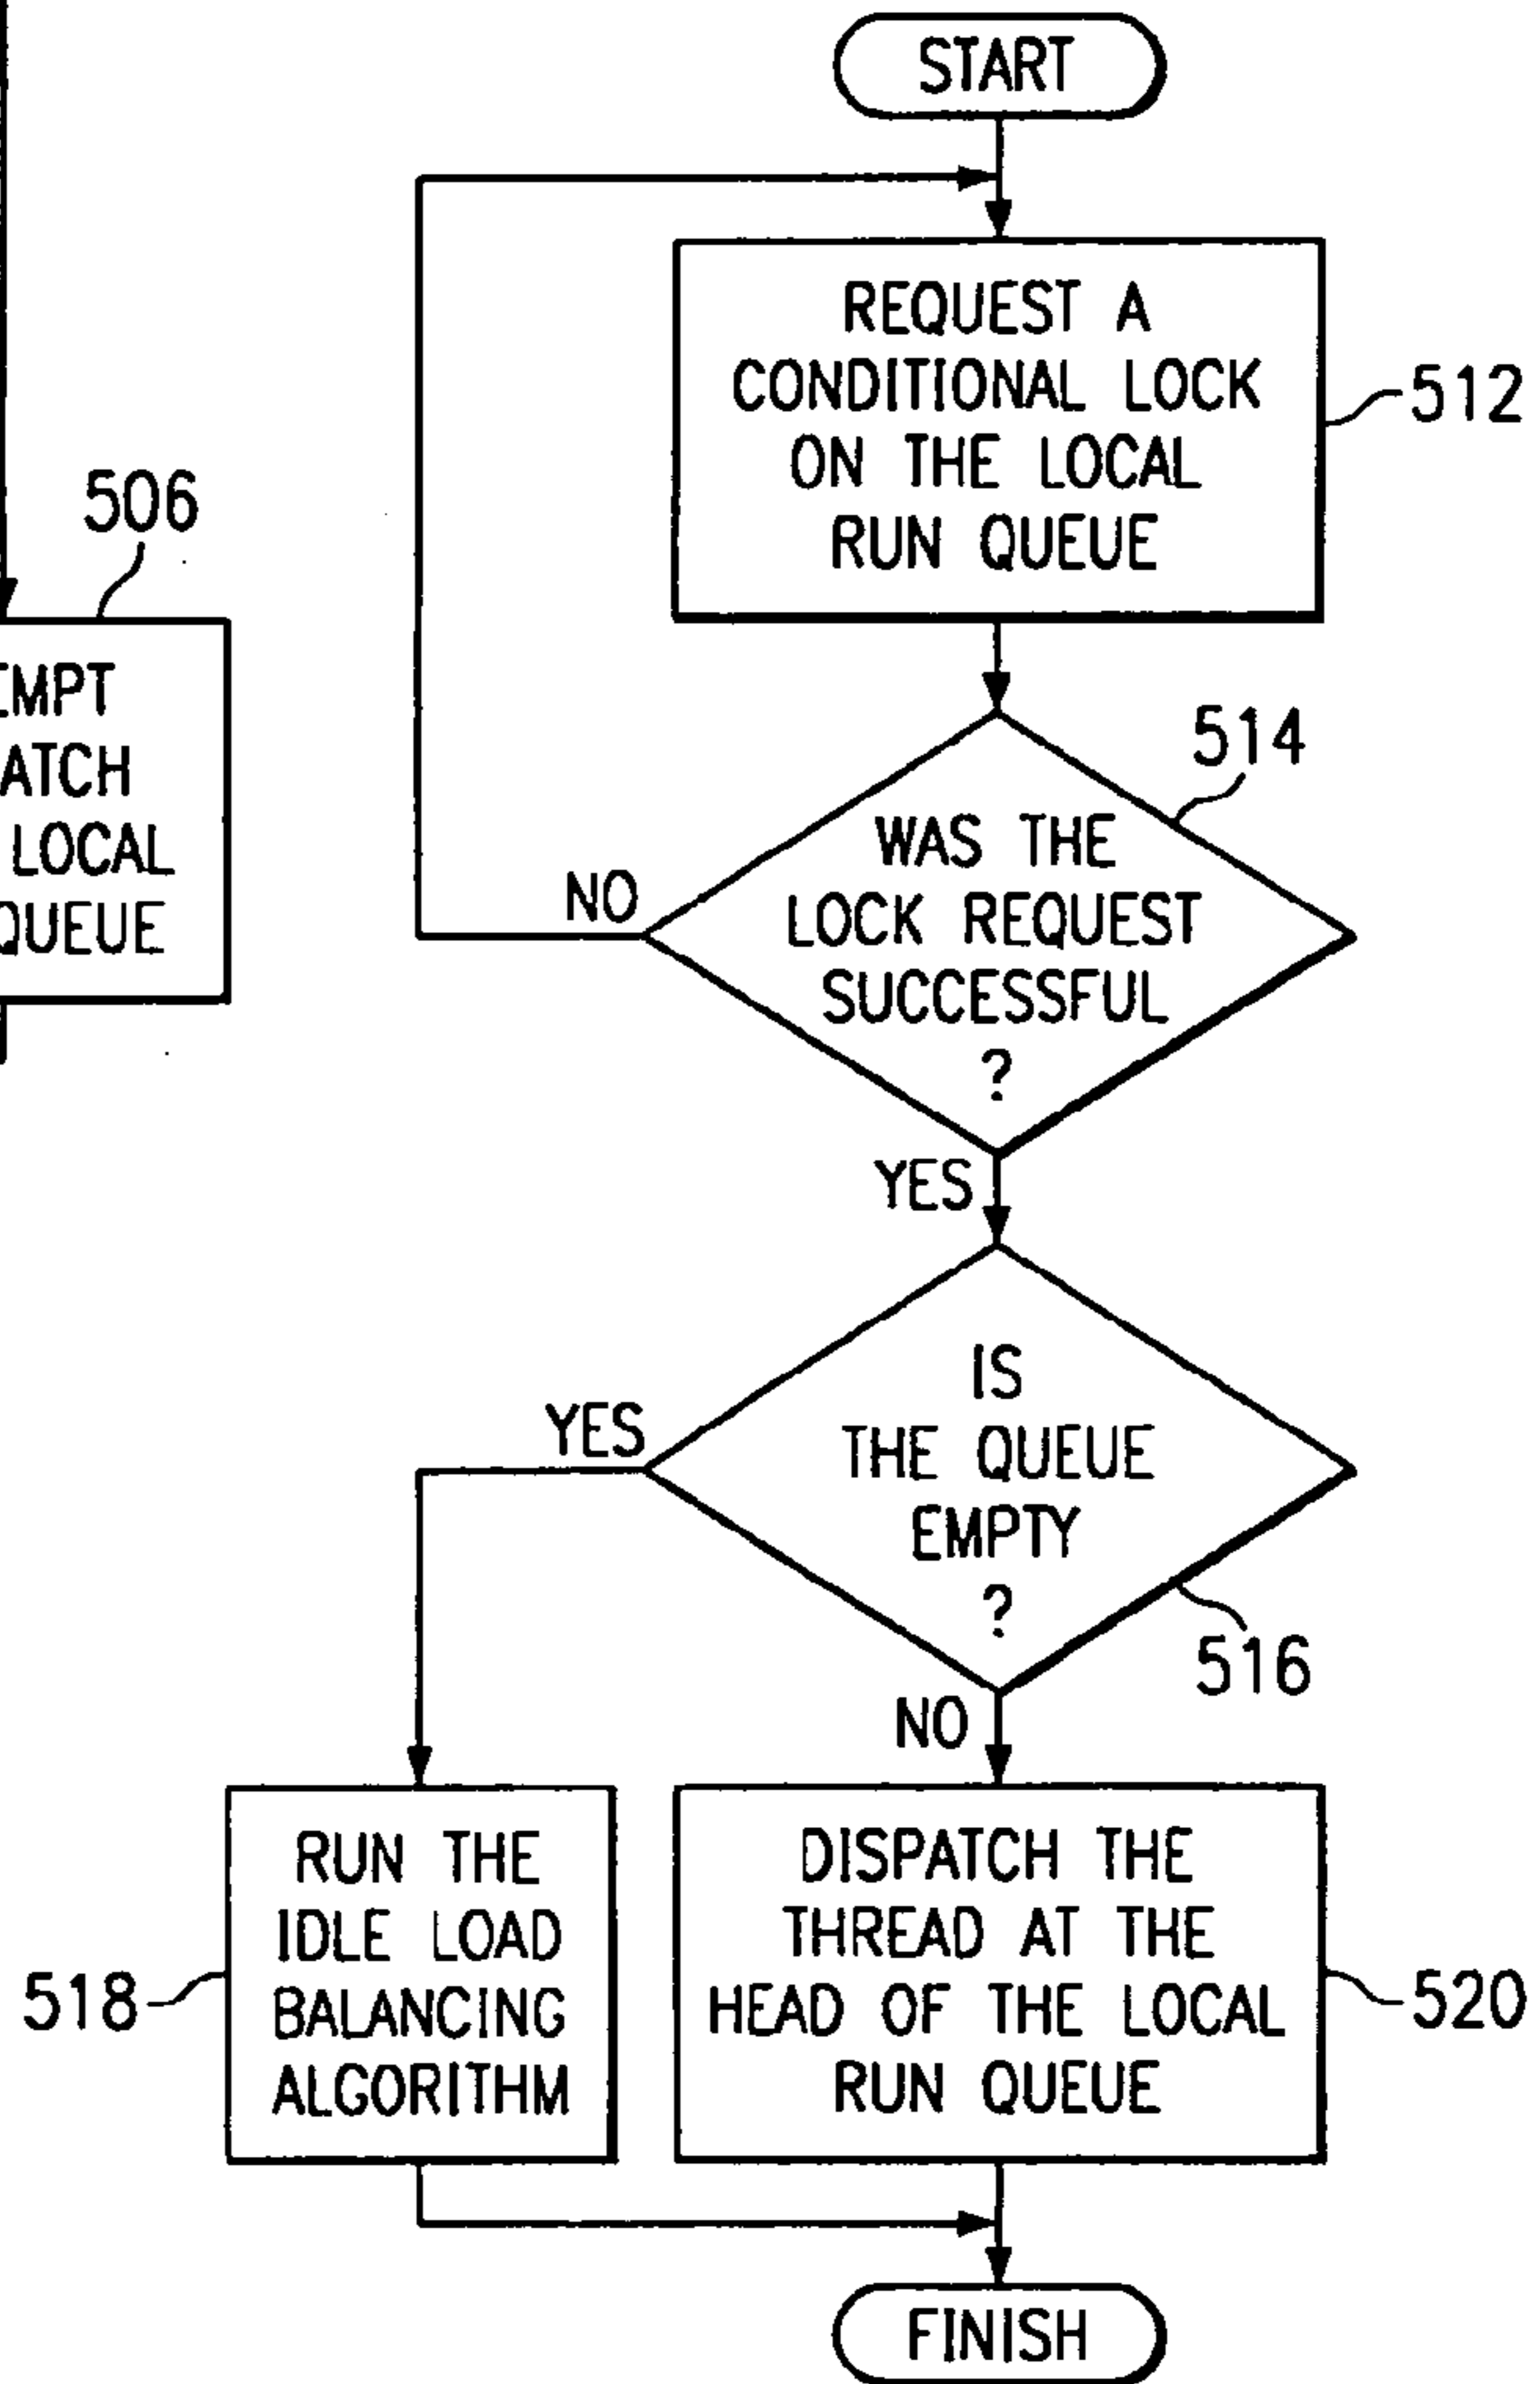 START
REQUEST A
CONDITIONAL LOCK
ON THE LOCAL
RUN QUEUE
512
506
LOCAL
QUEUE
514
WAS THE
LOCK REQUEST
SUCCESSFUL
?
NO
YES
IS
THE QUEUE
EMPTY
?
516
YES
NO
RUN THE
IDLE LOAD
BALANCING
ALGORITHM
518
DISPATCH THE
THREAD AT THE
HEAD OF THE LOCAL
RUN QUEUE
520
FINISH